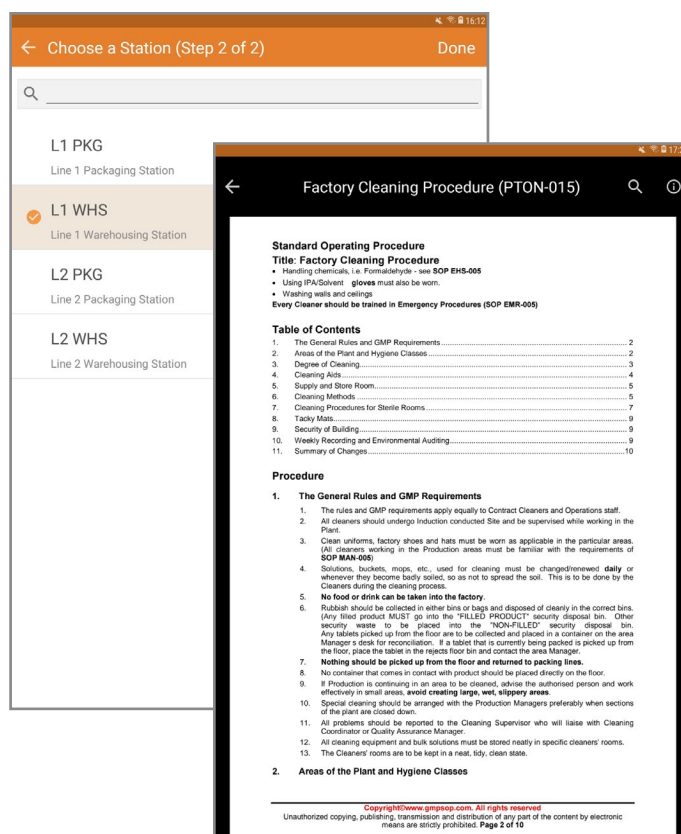 16:12
Choose a Station (Step 2 of 2)
Done
L1 PKG
Line 1 Packaging Station
L1 WHS
Line 1 Warehousing Station
L2 PKG
Line 2 Packaging Station
L2 WHS
Line 2 Warehousing Station
Factory Cleaning Procedure (PTON-015)
Standard Operating Procedure
Title: Factory Cleaning Procedure
• Handling chemicals, i.e. Formaldehyde - see SOP EHS-005
• Using IPA/Solvent gloves must also be worn.
• Washing walls and ceilings
Every Cleaner should be trained in Emergency Procedures (SOP EMR-005)
Table of Contents
1. The General Rules and GMP Requirements 2
2. Areas of the Plant and Hygiene Classes 2
3. Degree of Cleaning 3
4. Cleaning Aids 4
5. Supply and Store Room 5
6. Cleaning Methods 5
7. Cleaning Procedures for Sterile Rooms 7
8. Tacky Mats 9
9. Security of Building 9
10. Weekly Recording and Environmental Auditing 9
11. Summary of Changes 10
Procedure
1. The General Rules and GMP Requirements
1. The rules and GMP requirements apply equally to Contract Cleaners and Operations staff.
2. All cleaners should undergo Induction conducted Site and be supervised while working in the
Plant.
3. Clean uniforms, factory shoes and hats must be worn as applicable in the particular areas.
(All cleaners working in the Production areas must be familiar with the requirements of
SOP MAN-005)
4. Solutions, buckets, mops, etc., used for cleaning must be changed/renewed daily or
whenever they become badly soiled, so as not to spread the soil. This is to be done by the
Cleaners during the cleaning process.
5. No food or drink can be taken into the factory.
6. Rubbish should be collected in either bins or bags and disposed of cleanly in the correct bins.
(Any filled product MUST go into the "FILLED PRODUCT" security disposal bin. Other
security waste to be placed into the "NON-FILLED" security disposal bin.
Any tablets picked up from the floor are to be collected and placed in a container on the area
Manager s desk for reconciliation. If a tablet that is currently being packed is picked up from
the floor, place the tablet in the rejects floor bin and contact the area Manager.
7. Nothing should be picked up from the floor and returned to packing lines.
8. No container that comes in contact with product should be placed directly on the floor.
9. If Production is continuing in an area to be cleaned, advise the authorised person and work
effectively in small areas, avoid creating large, wet, slippery areas.
10. Special cleaning should be arranged with the Production Managers preferably when sections
of the plant are closed down.
11. All problems should be reported to the Cleaning Supervisor who will liaise with Cleaning
Coordinator or Quality Assurance Manager.
12. All cleaning equipment and bulk solutions must be stored neatly in specific cleaners' rooms.
13. The Cleaners' rooms are to be kept in a neat, tidy, clean state.
2. Areas of the Plant and Hygiene Classes
Copyright©www.gmpsop.com. All rights reserved
Unauthorized copying, publishing, transmission and distribution of any part of the content by electronic
means are strictly prohibited. Page 2 of 10